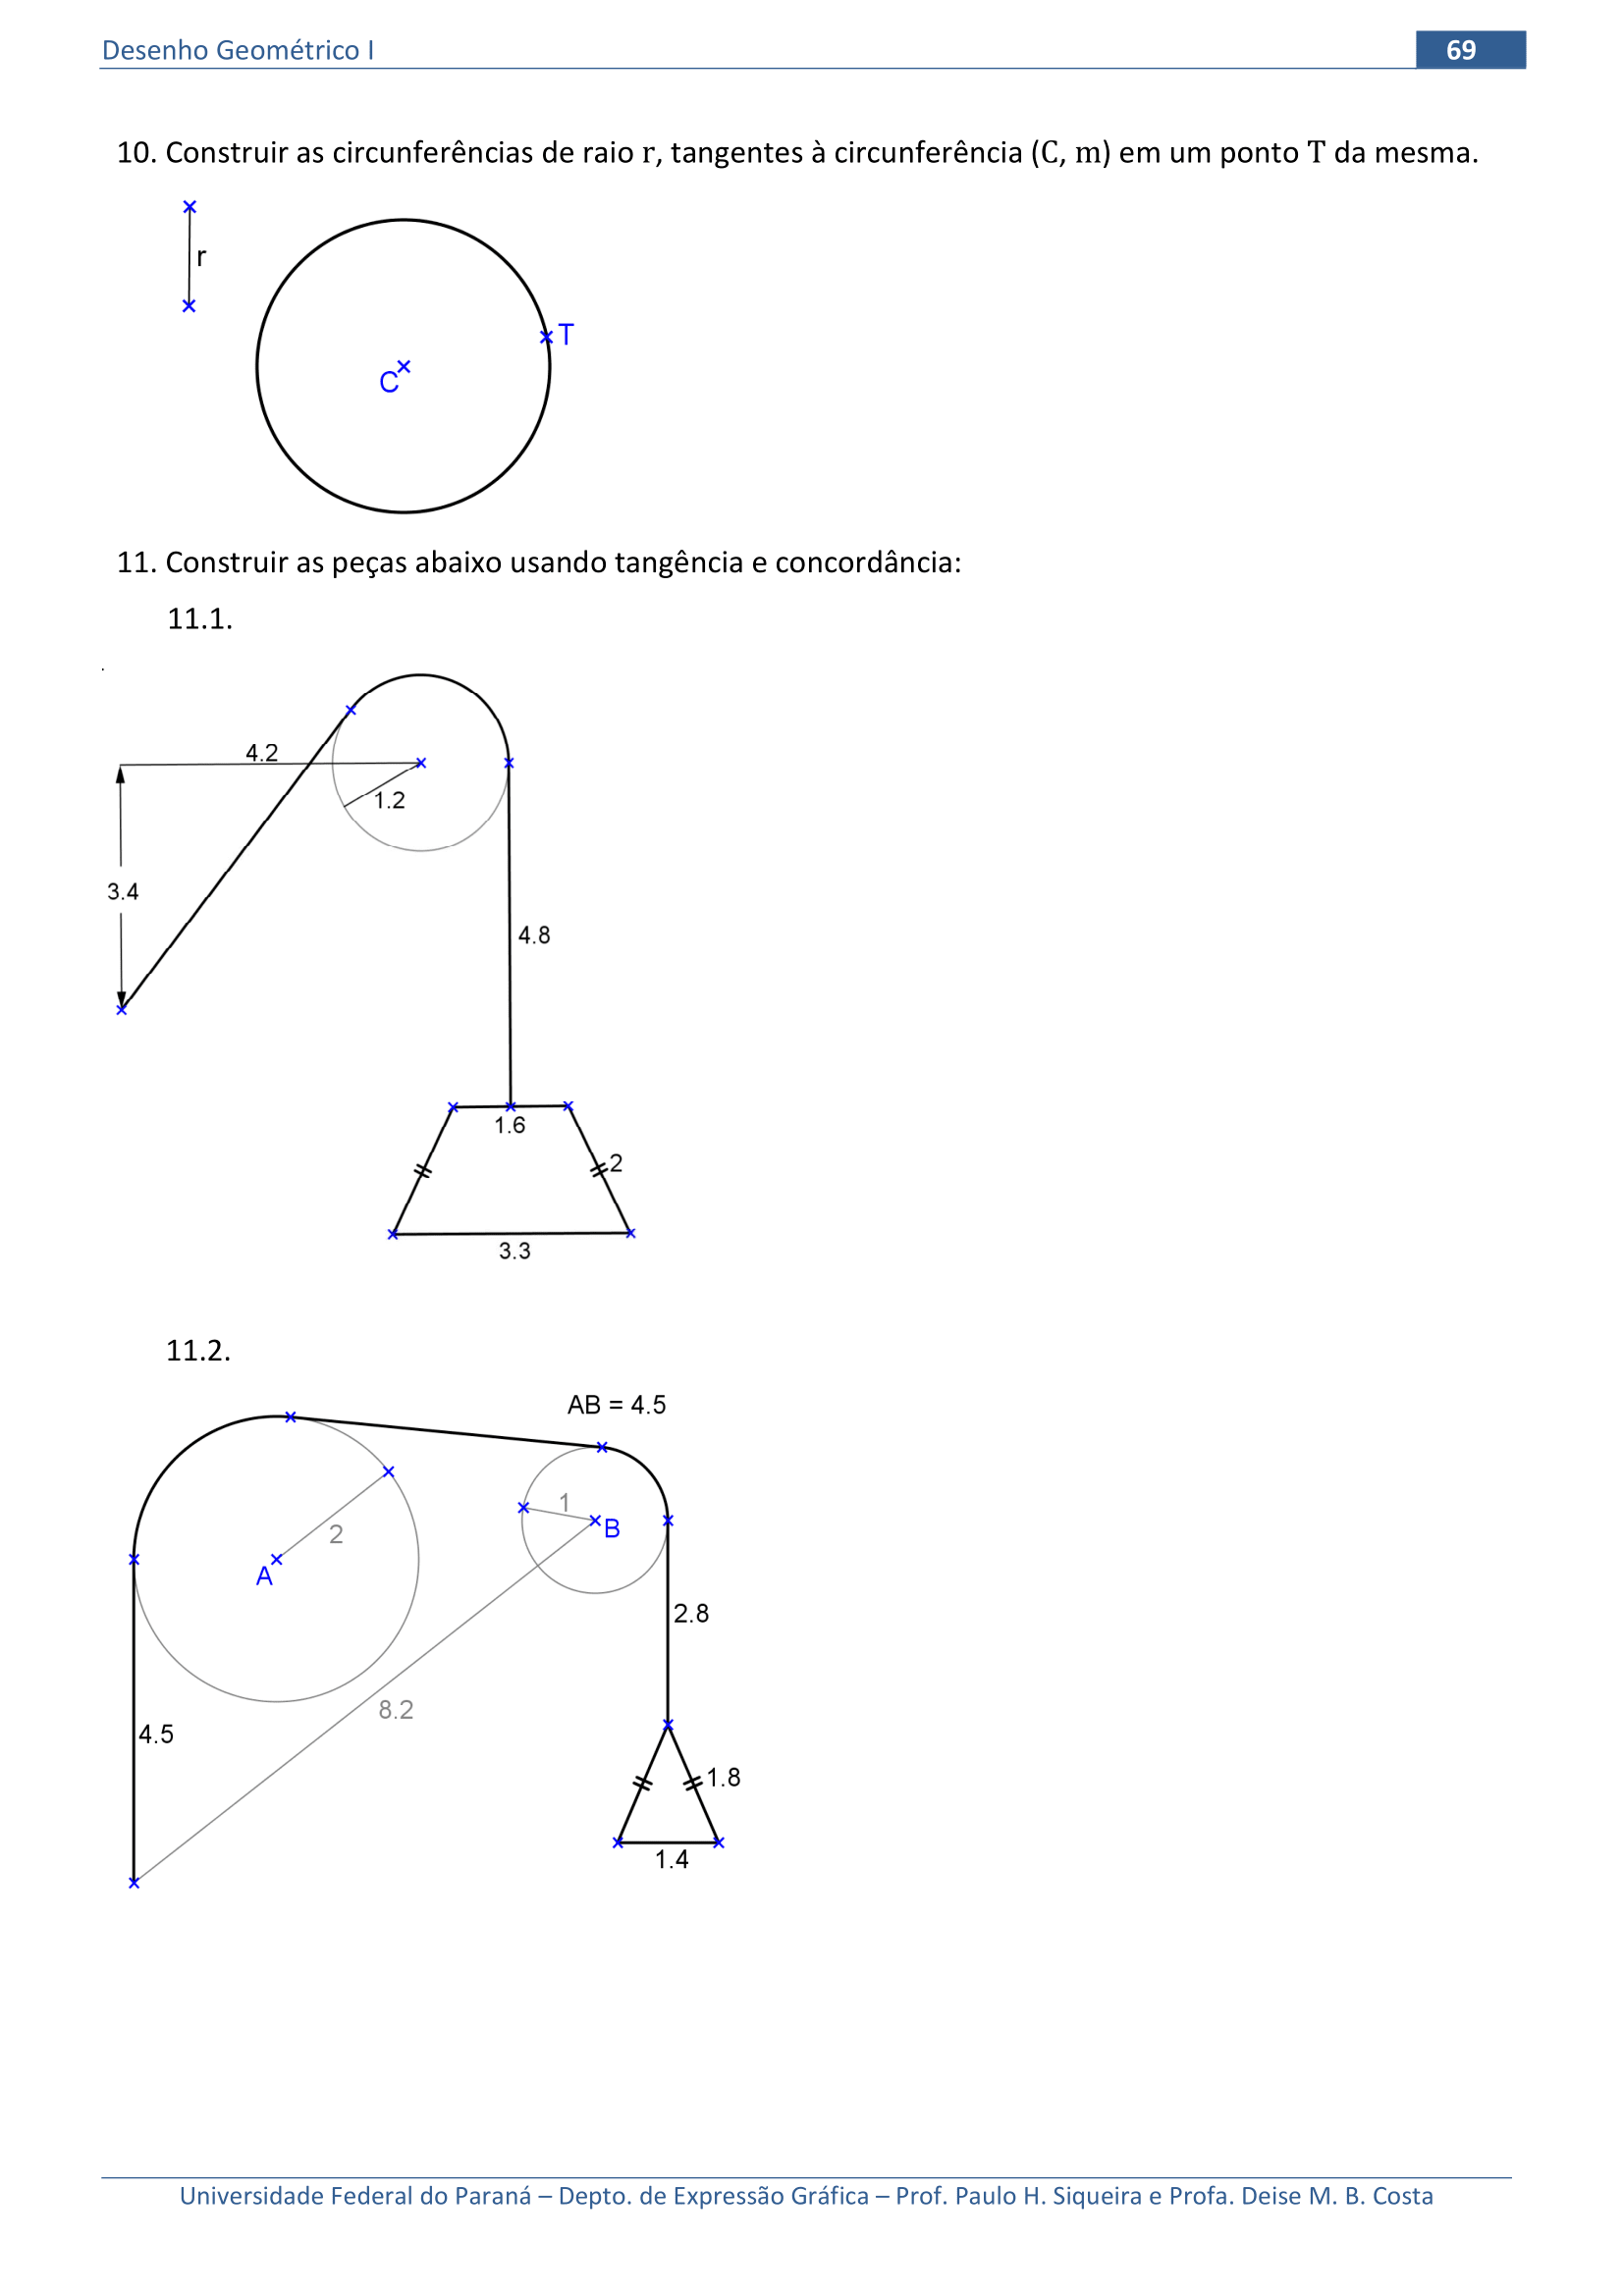 Desenho Geométrico I
69
10. Construir as circunferências de raio r, tangentes à circunferência (C, m) em um ponto T da mesma.
r
T
C
11. Construir as peças abaixo usando tangência e concordância:
11.1.
4.2
1.2
3.4
4.8
1.6
2
3.3
11.2.
AB = 4.5
1
B
2
A
2.8
8.2
4.5
1.8
1.4
Universidade Federal do Paraná – Depto. de Expressão Gráfica – Prof. Paulo H. Siqueira e Profa. Deise M. B. Costa